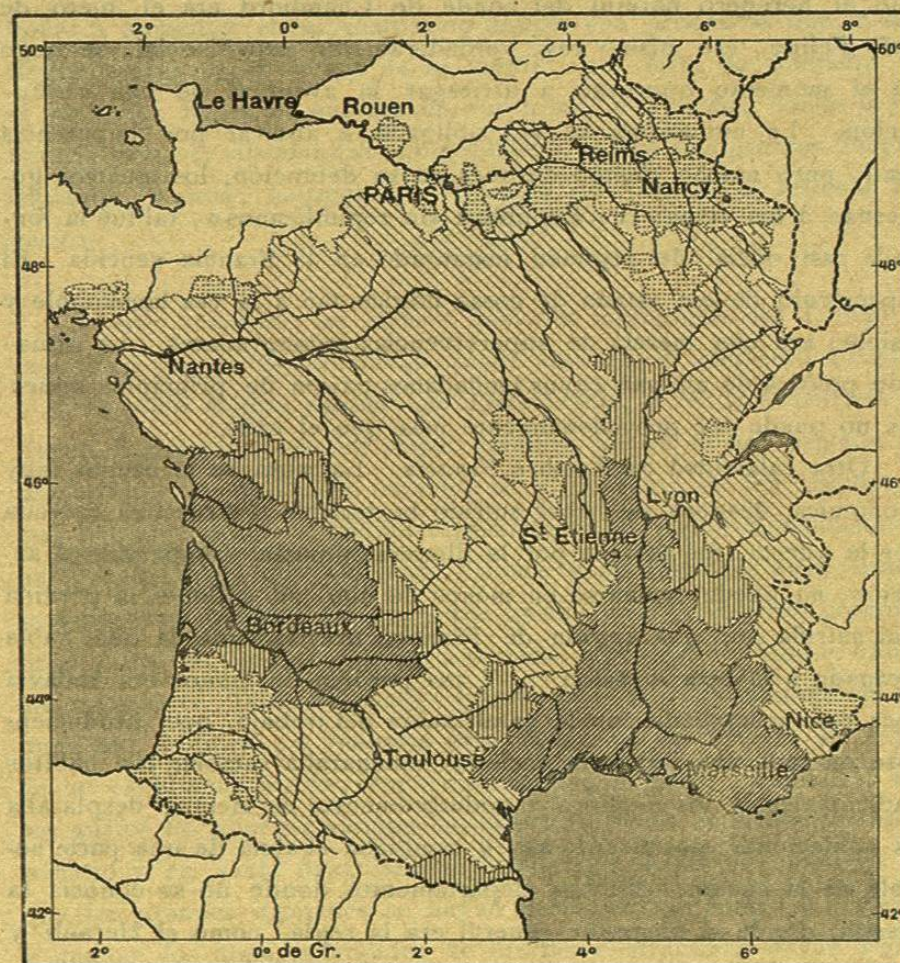 2° 0° 2° 4° 6° 8°
50° 50°
Le Havre Rouen
Reims
PARIS Nancy
48° 48°
Nantes
46° 46°
Lyon
St Etienne
Bordeaux
44° 44°
Nice
Toulouse Marseille
42° 42°
2° 0° de Gr. 2° 4° 6°